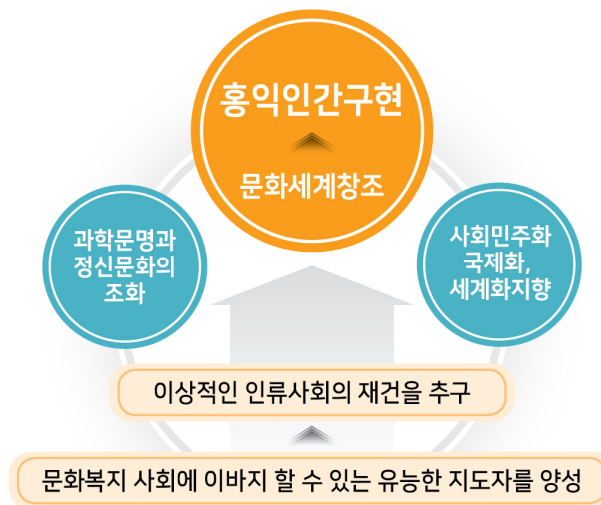 홍익인간구현
문화세계창조
과학문명과
정신문화의
조화
사회민주화
국제화,
세계화지향
이상적인 인류사회의 재건을 추구
문화복지 사회에 이바지 할 수 있는 유능한 지도자를 양성